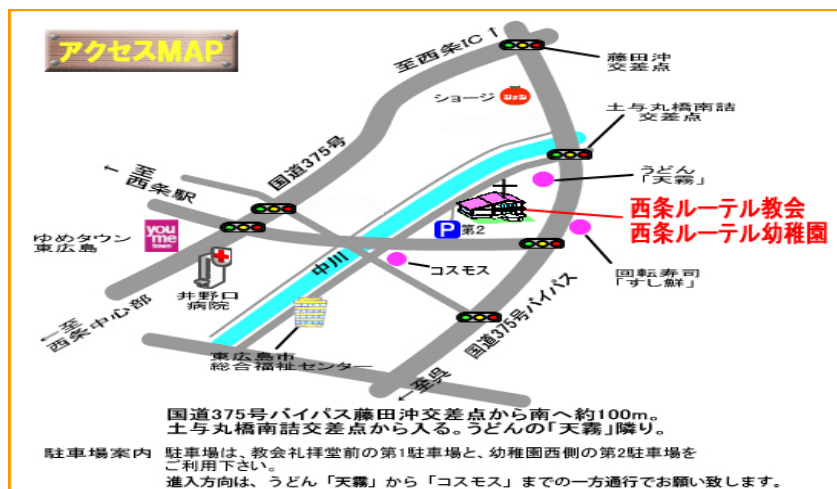 アクセスMAP
至西条IC↑
藤田沖
交差点
ショージ
ショージ
土与丸橋南詰
交差点
国道375号
←至
西条駅
うどん
「天霧」
西条ルーテル教会
西条ルーテル幼稚園
ゆめタウン
東広島
you me
town
P 第2
中川
コスモス
回転寿司
「すし鮮」
井野口
病院
←至
西条中心部
国道375号バイパス
東広島市
総合福祉センター
←至呉
国道375号バイパス藤田沖交差点から南へ約100m。
土与丸橋南詰交差点から入る。うどんの「天霧」隣り。
駐車場案内 駐車場は、教会礼拝堂前の第1駐車場と、幼稚園西側の第2駐車場を
ご利用下さい。
進入方向は、うどん「天霧」から「コスモス」までの一方通行でお願い致します。